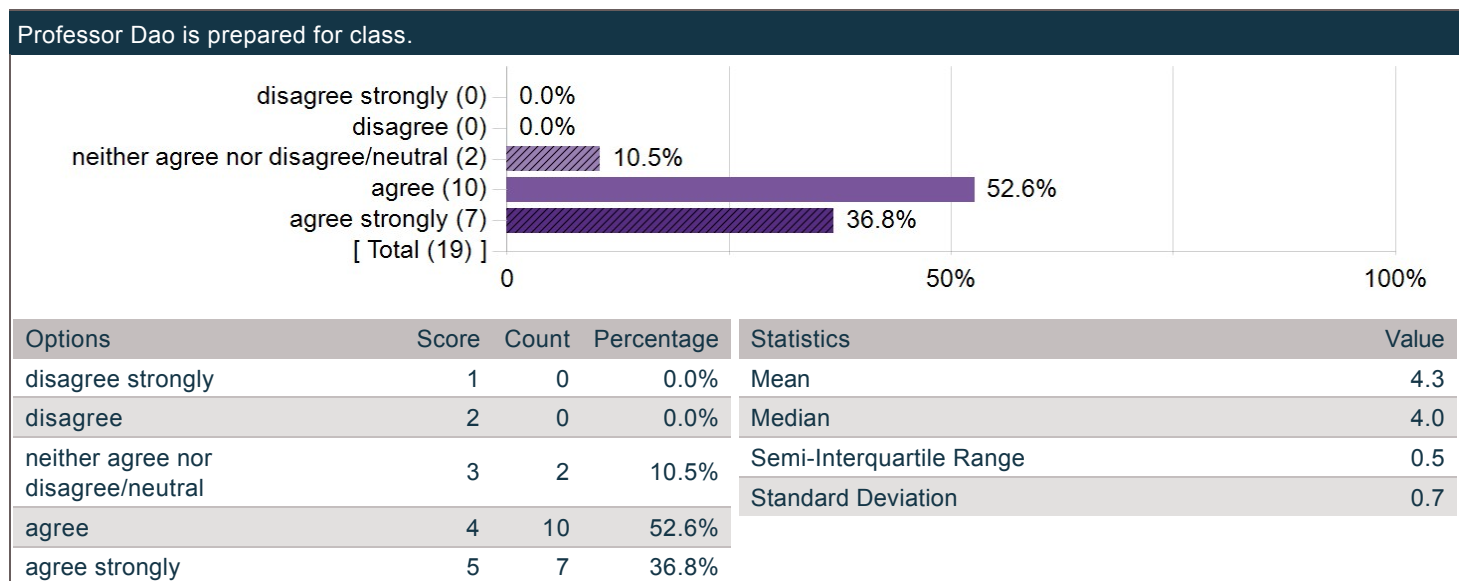 Professor Dao is prepared for class.
disagree strongly (0) 0.0%
disagree (0) 0.0%
neither agree nor disagree/neutral (2) 10.5%
agree (10) 52.6%
agree strongly (7) 36.8%
[ Total (19) ]
0 50% 100%
Options Score Count Percentage
disagree strongly 1 0 0.0%
disagree 2 0 0.0%
neither agree nor
disagree/neutral 3 2 10.5%
agree 4 10 52.6%
agree strongly 5 7 36.8%
Statistics Value
Mean 4.3
Median 4.0
Semi-Interquartile Range 0.5
Standard Deviation 0.7